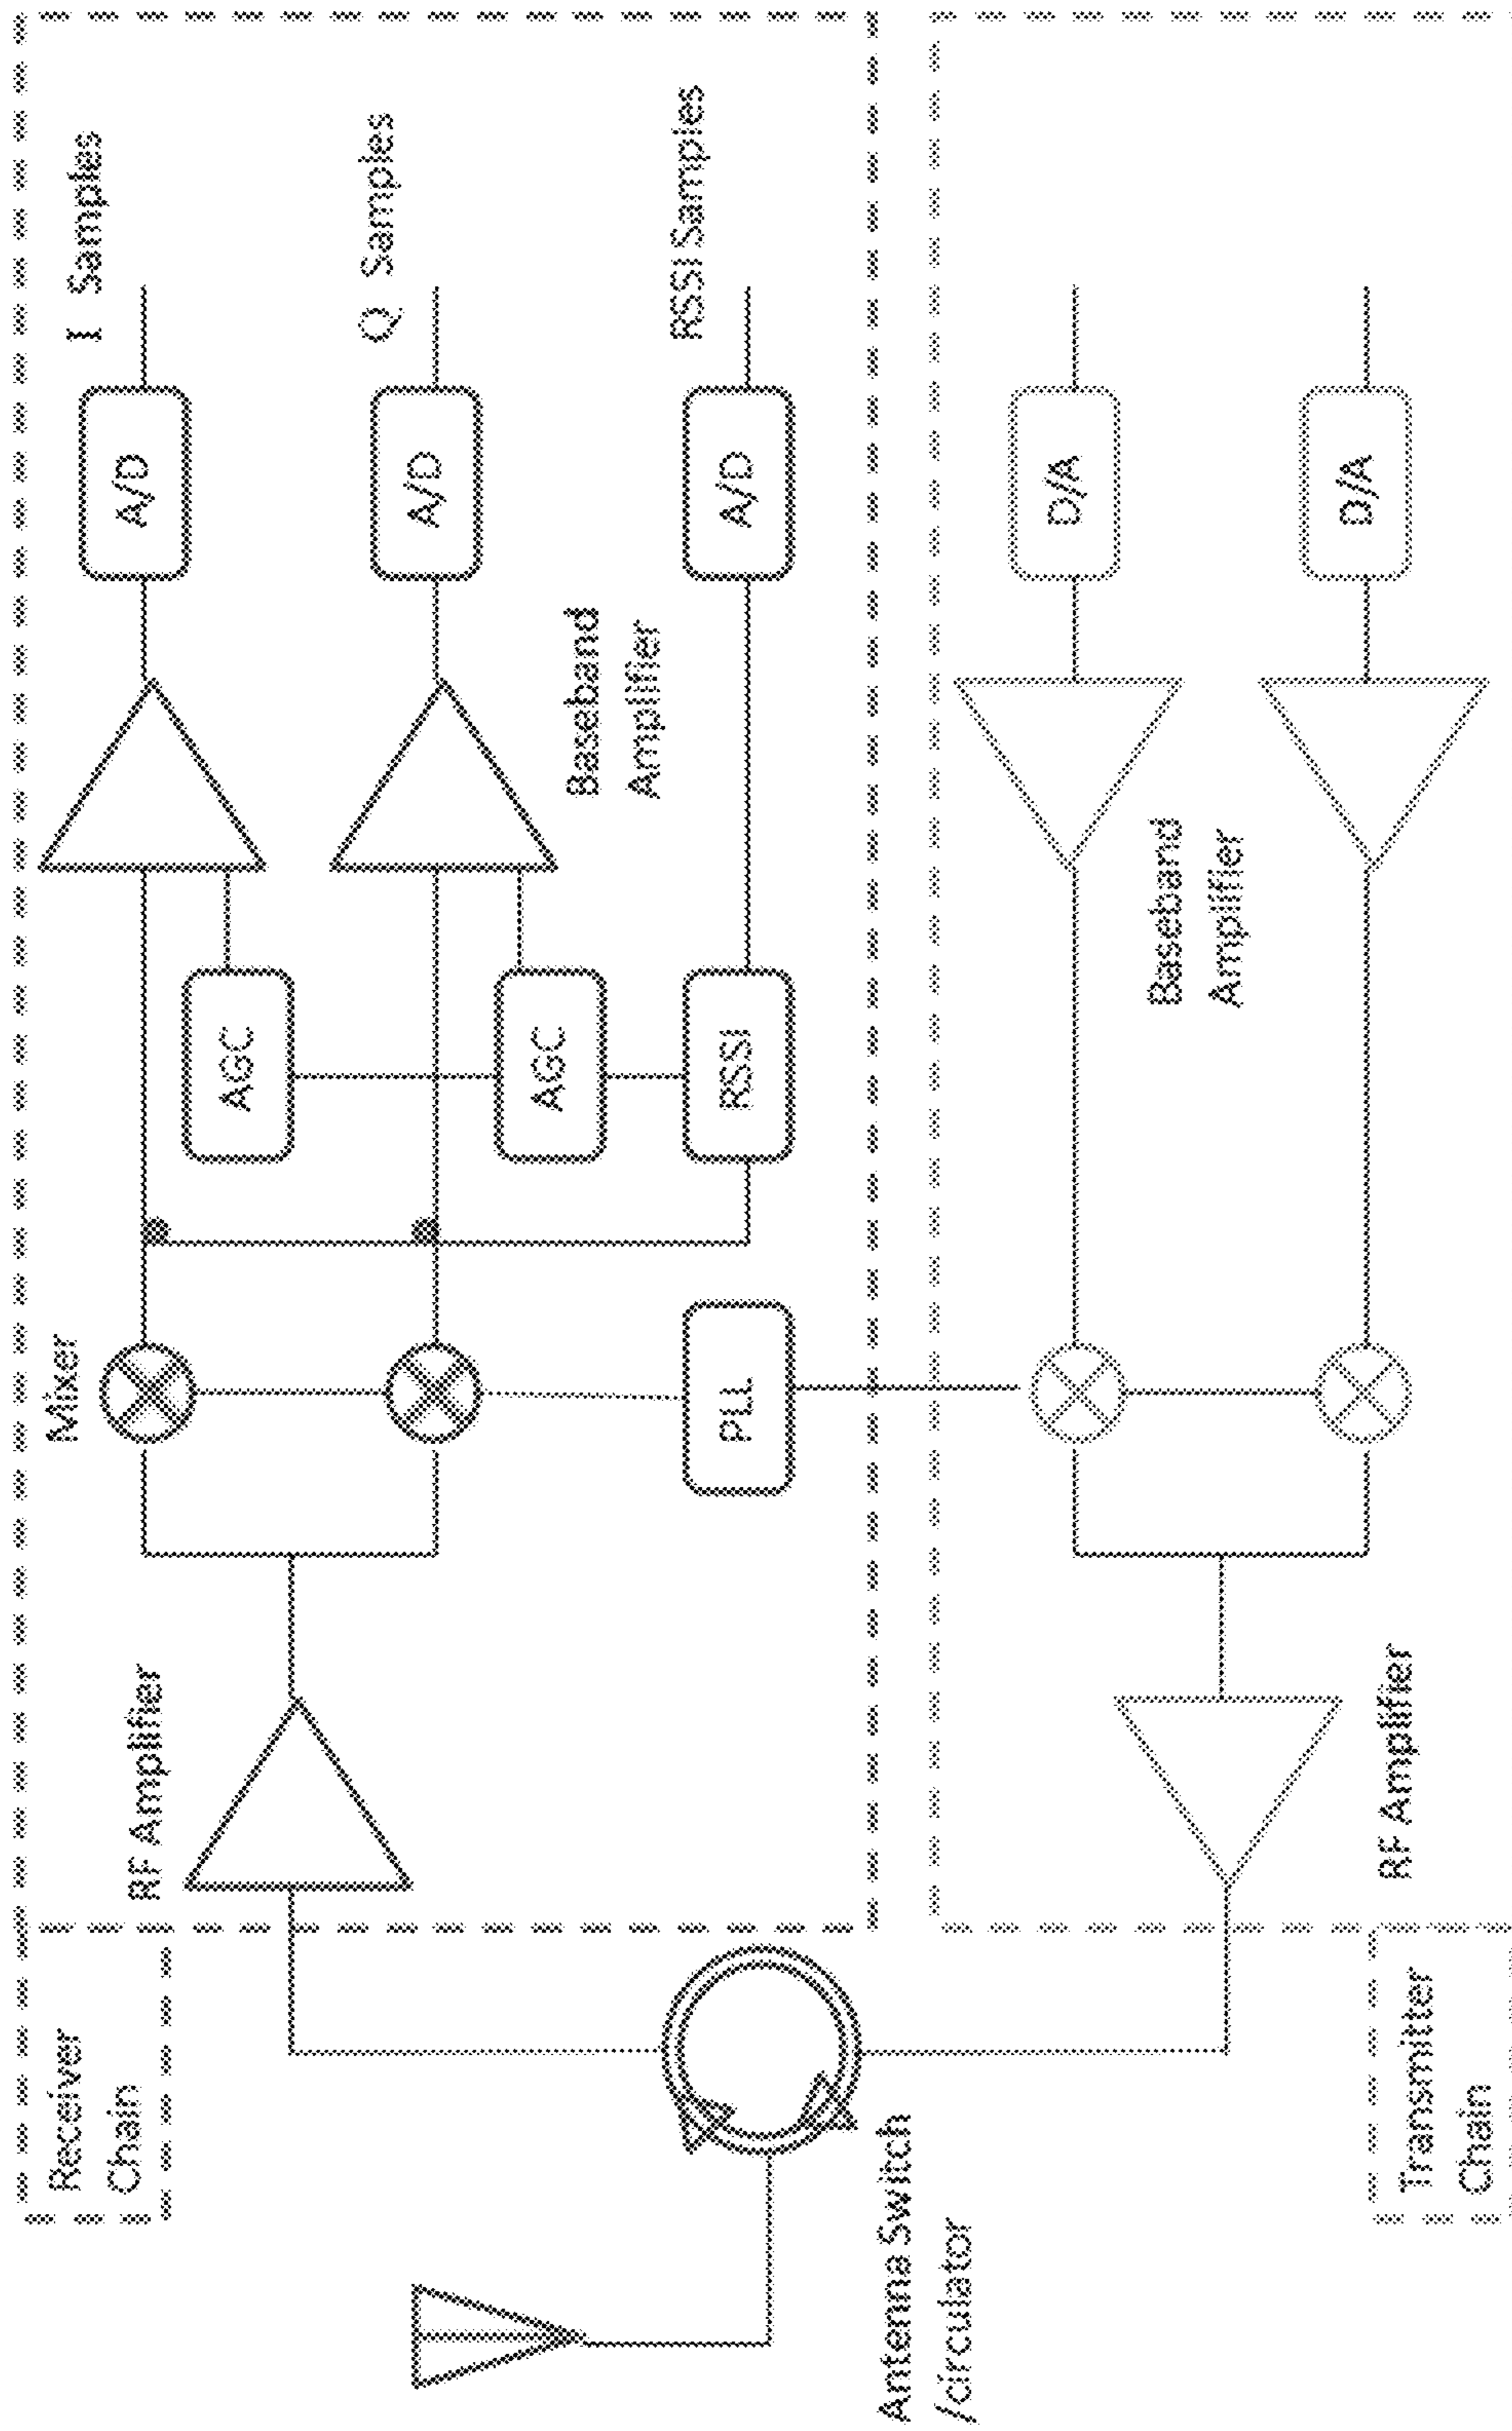 Receiver
Chain
RF Amplifier
Mixer
I Samples
A/D
AGC
Q Samples
A/D
AGC
Baseband
Amplifier
RSSI Samples
A/D
RSSI
PLL
Antenna Switch
/circulator
D/A
Baseband
Amplifier
D/A
RF Amplifier
Transmitter
Chain